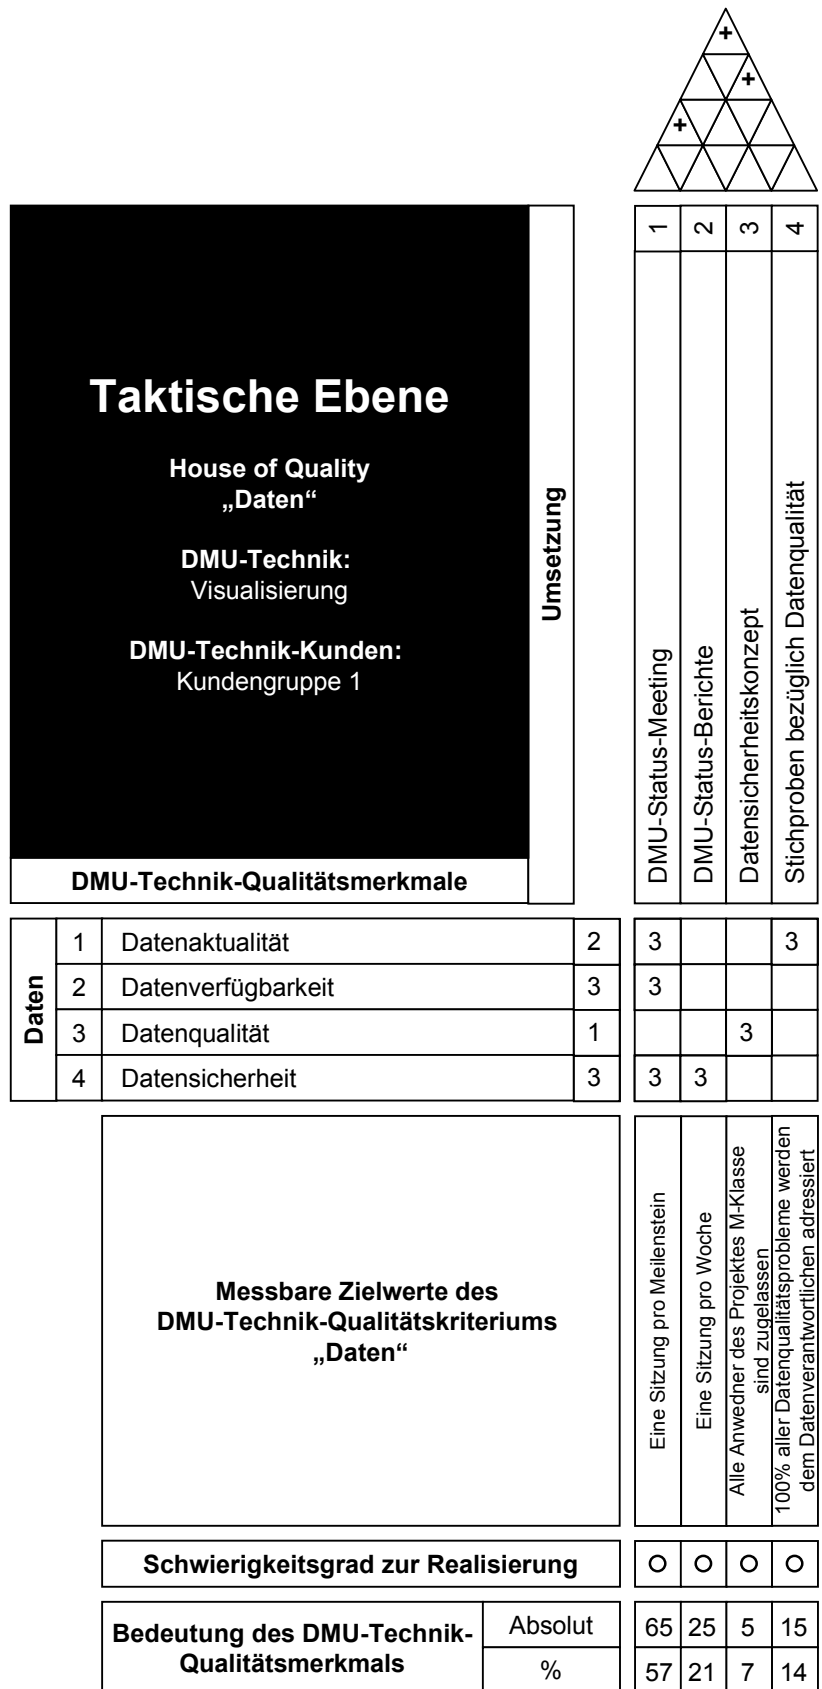 +
+
+
Taktische Ebene
House of Quality
„Daten“
DMU-Technik:
Visualisierung
DMU-Technik-Kunden:
Kundengruppe 1
Umsetzung
DMU-Technik-Qualitätsmerkmale
1 DMU-Status-Meeting
2 DMU-Status-Berichte
3 Datensicherheitskonzept
4 Stichproben bezüglich Datenqualität
Daten
1 Datenaktualität 2 3 3
2 Datenverfügbarkeit 3 3
3 Datenqualität 1 3
4 Datensicherheit 3 3 3
Messbare Zielwerte des
DMU-Technik-Qualitätskriteriums
„Daten“
Eine Sitzung pro Meilenstein
Eine Sitzung pro Woche
Alle Anwedner des Projektes M-Klasse
sind zugelassen
100% aller Datenqualitätsprobleme werden
dem Datenverantwortlichen adressiert
Schwierigkeitsgrad zur Realisierung O O O O
Bedeutung des DMU-Technik-
Qualitätsmerkmals
Absolut 65 25 5 15
% 57 21 7 14